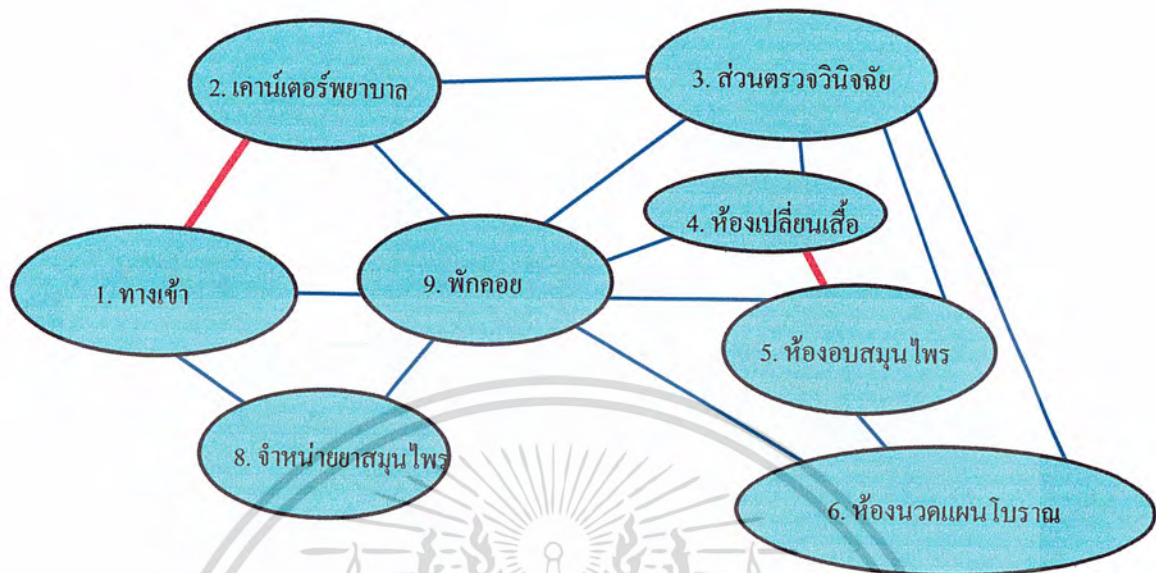 2. เคาน์เตอร์พยาบาล
3. ส่วนตรวจวินิจฉัย
4. ห้องเปลี่ยนเสื้อ
1. ทางเข้า
9. พักคอย
5. ห้องอบสมุนไพร
8. จำหน่ายยาสมุนไพร
6. ห้องนวดแผนโบราณ